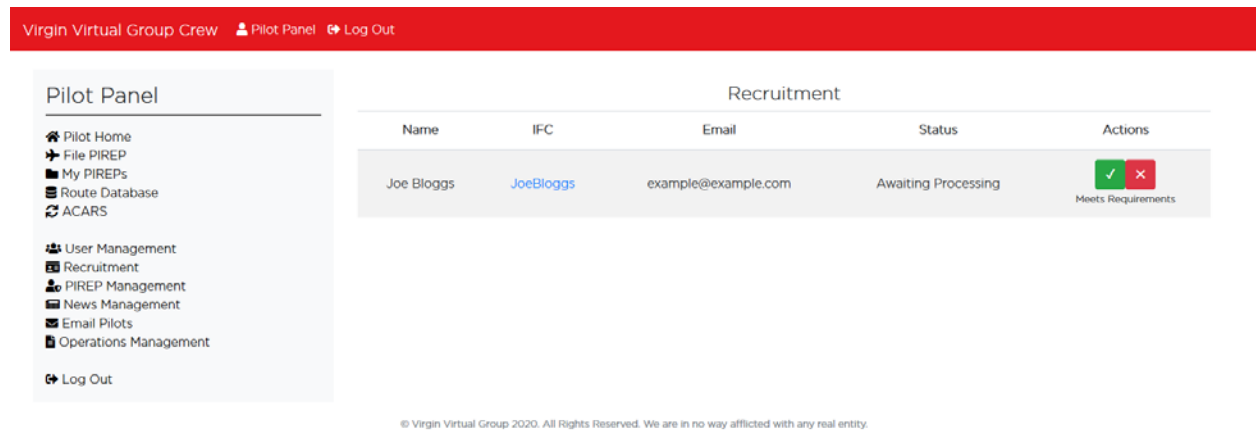 Virgin Virtual Group Crew Pilot Panel Log Out
Pilot Panel
Pilot Home
File PIREP
My PIREPs
Route Database
ACARS
User Management
Recruitment
PIREP Management
News Management
Email Pilots
Operations Management
Log Out
Recruitment
Name IFC Email Status Actions
Joe Bloggs JoeBloggs example@example.com Awaiting Processing
Meets Requirements
© Virgin Virtual Group 2020. All Rights Reserved. We are in no way afflicted with any real entity.